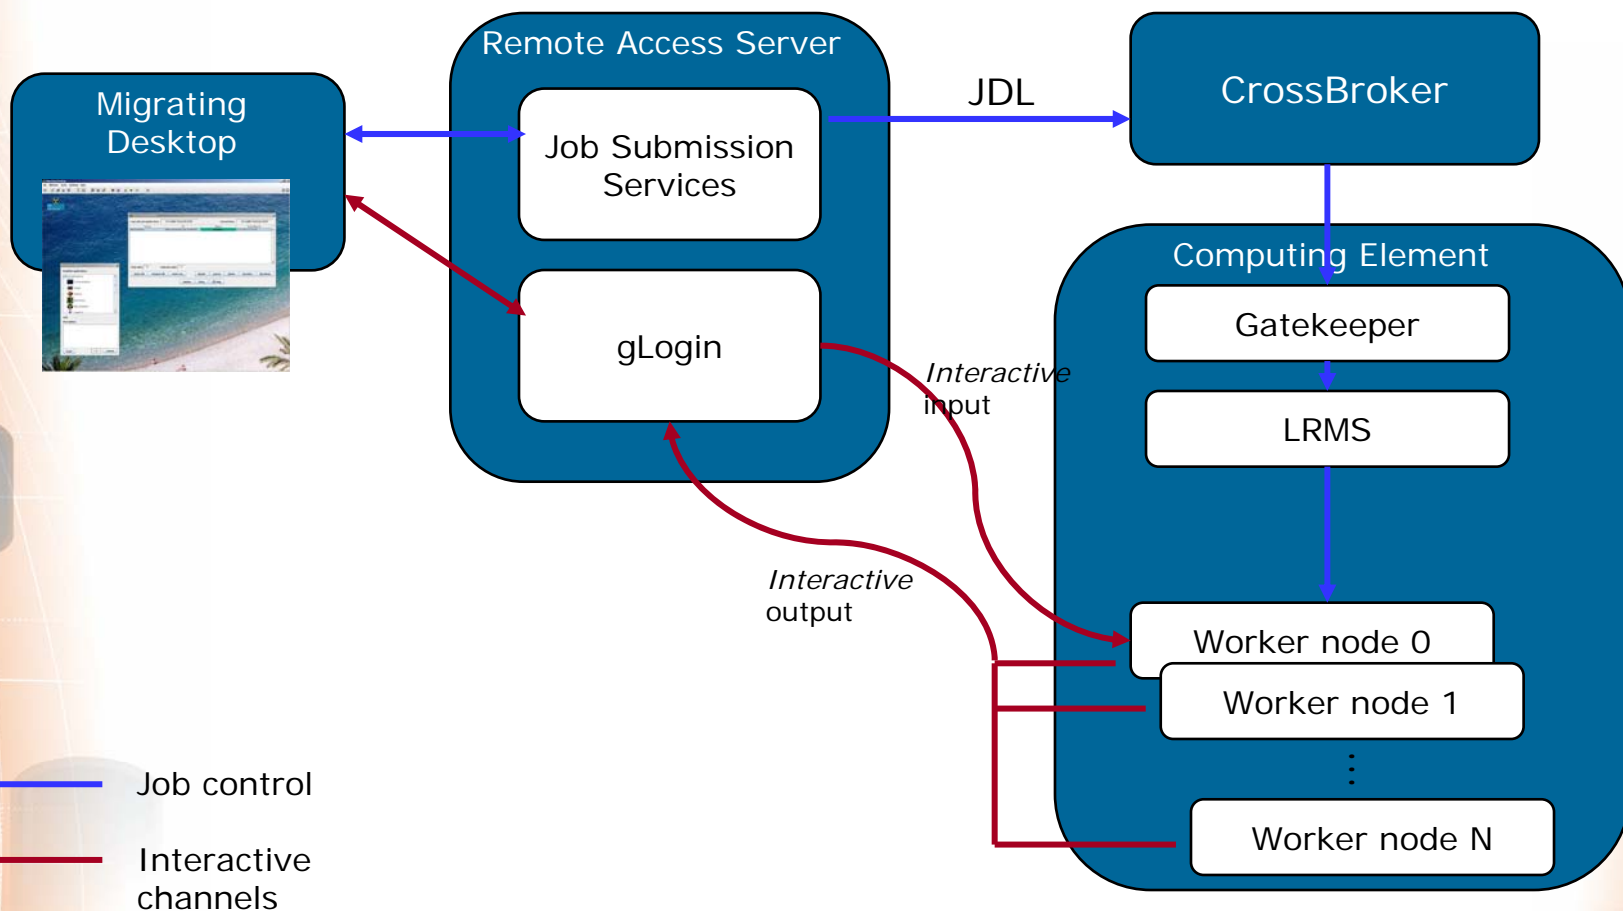 Remote Access Server
Migrating
Desktop
Job Submission
Services
JDL
CrossBroker
Computing Element
Gatekeeper
gLogin
Interactive
input
LRMS
Interactive
output
Worker node 0
Worker node 1
...
Worker node N
Job control
Interactive
channels